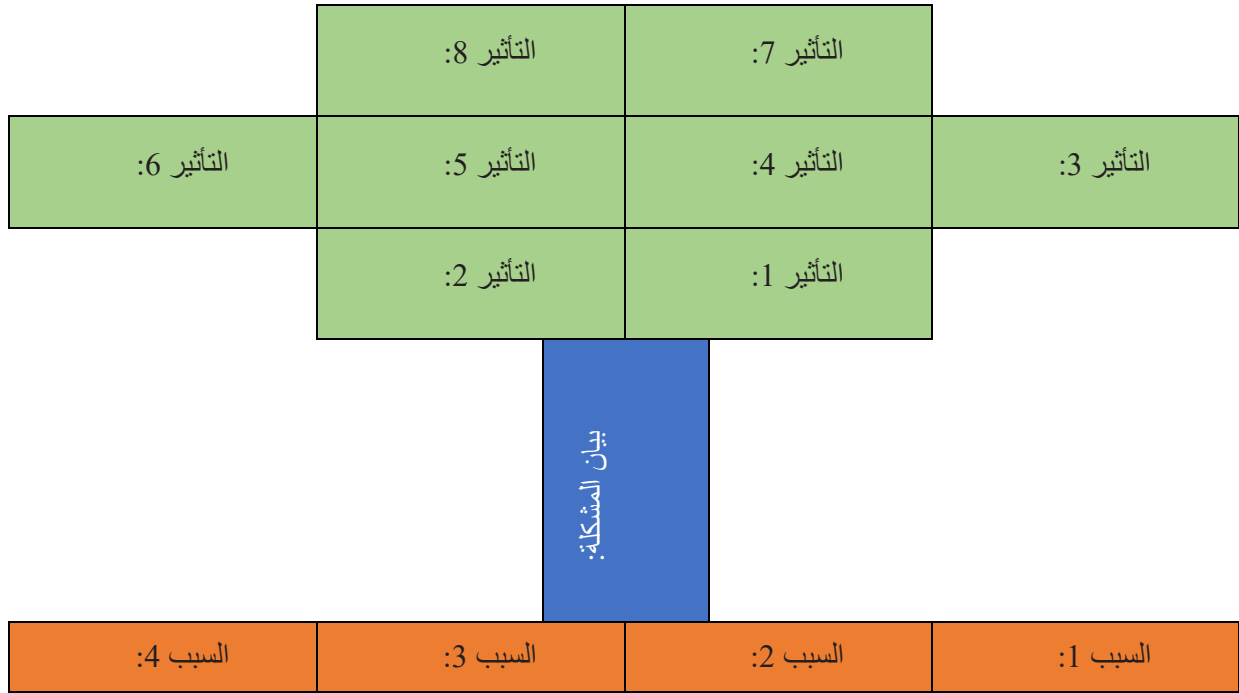 التأثير 7:
التأثير 8:
التأثير 3:
التأثير 4:
التأثير 5:
التأثير 6:
التأثير 1:
التأثير 2:
بيان المشكلة:
السبب 1:
السبب 2:
السبب 3:
السبب 4: